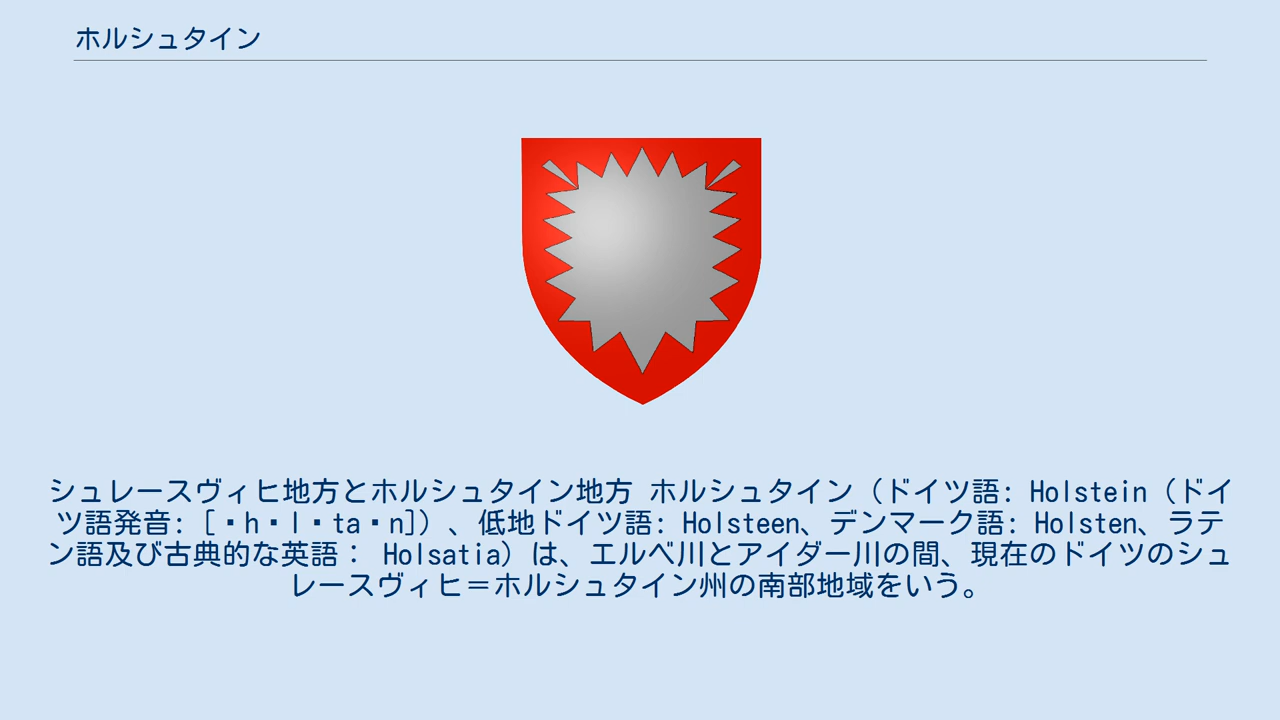 ホルシュタイン
シュレースヴィヒ地方とホルシュタイン地方 ホルシュタイン（ドイツ語: Holstein（ドイ
ツ語発音: [・h・l・ta・n]）、低地ドイツ語: Holsteen、デンマーク語: Holsten、ラテ
ン語及び古典的な英語： Holsatia）は、エルベ川とアイダー川の間、現在のドイツのシュ
レースヴィヒ＝ホルシュタイン州の南部地域をいう。